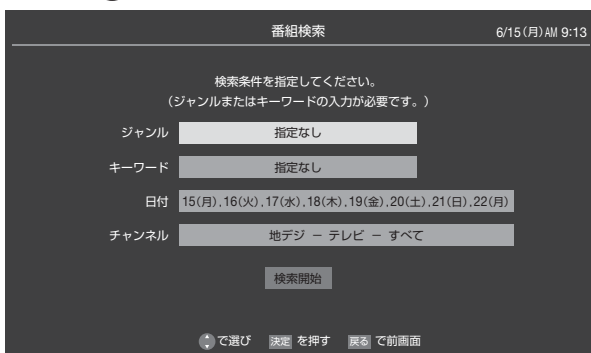 番組検索 6/15(月)AM 9:13
検索条件を指定してください。
(ジャンルまたはキーワードの入力が必要です。)
ジャンル 指定なし
キーワード 指定なし
日付 15(月),16(火),17(水),18(木),19(金),20(土),21(日),22(月)
チャンネル 地デジ － テレビ － すべて
検索開始
で選び 決定 を押す 戻る で前画面